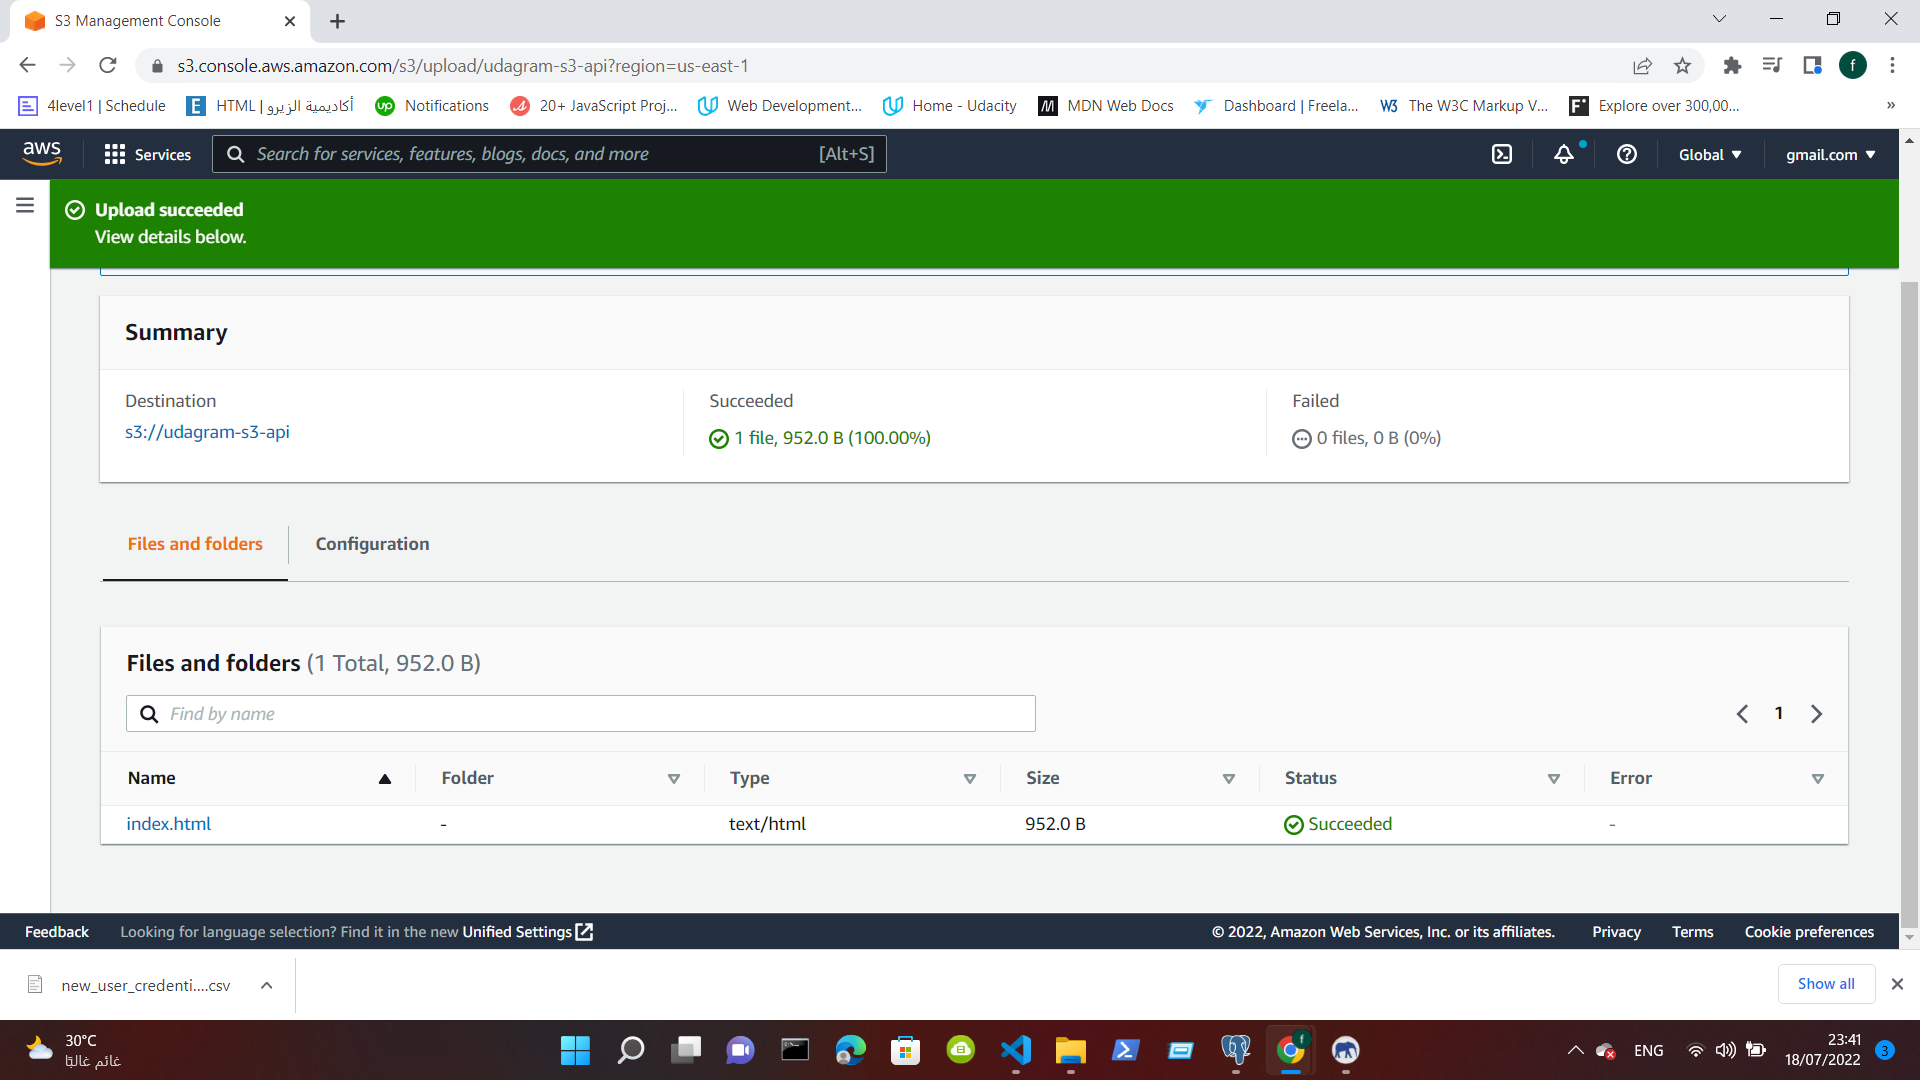 S3 Management Console
s3.console.aws.amazon.com/s3/upload/udagram-s3-api?region=us-east-1
f
4level1 | Schedule
HTML | أكاديمية الزيرو
Notifications
20+ JavaScript Proj...
Web Development...
Home - Udacity
MDN Web Docs
Dashboard | Freela...
The W3C Markup V...
Explore over 300,00...
»
aws
Services
Search for services, features, blogs, docs, and more
[Alt+S]
Global
gmail.com
Upload succeeded
View details below.
Summary
Destination
s3://udagram-s3-api
Succeeded
1 file, 952.0 B (100.00%)
Failed
0 files, 0 B (0%)
Files and folders
Configuration
Files and folders (1 Total, 952.0 B)
Find by name
1
Name
Folder
Type
Size
Status
Error
index.html
-
text/html
952.0 B
Succeeded
-
Feedback
Looking for language selection? Find it in the new Unified Settings
© 2022, Amazon Web Services, Inc. or its affiliates.
Privacy
Terms
Cookie preferences
new_user_credenti....csv
Show all
30°C
غائم غالبًا
ENG
23:41
18/07/2022
3